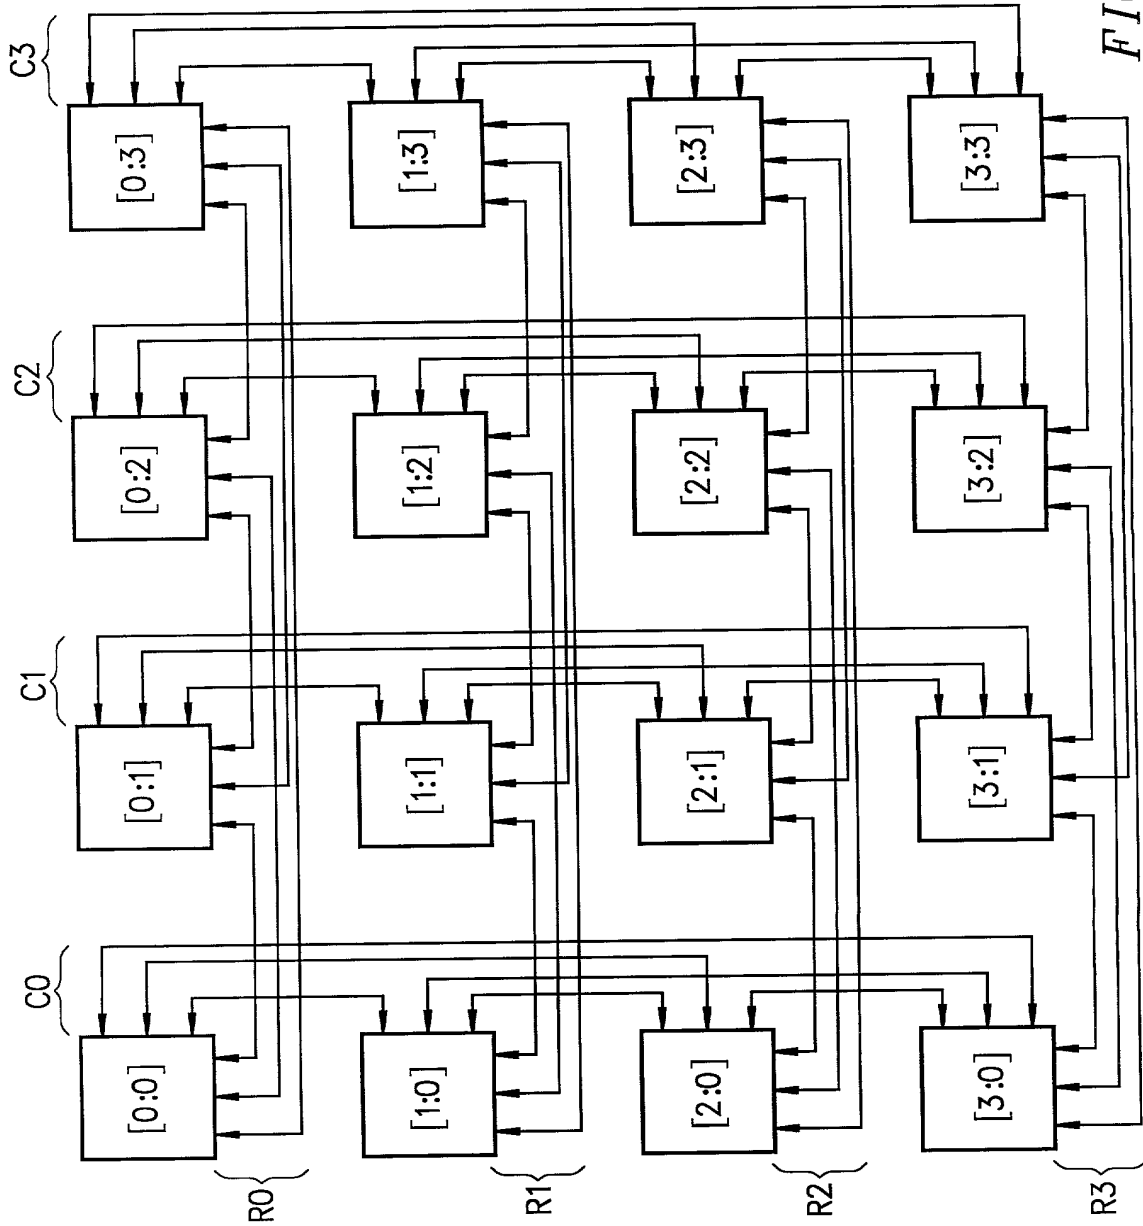 C0 C1 C2 C3
[0:0] [0:1] [0:2] [0:3]
R0
[1:0] [1:1] [1:2] [1:3]
R1
[2:0] [2:1] [2:2] [2:3]
R2
[3:0] [3:1] [3:2] [3:3]
R3